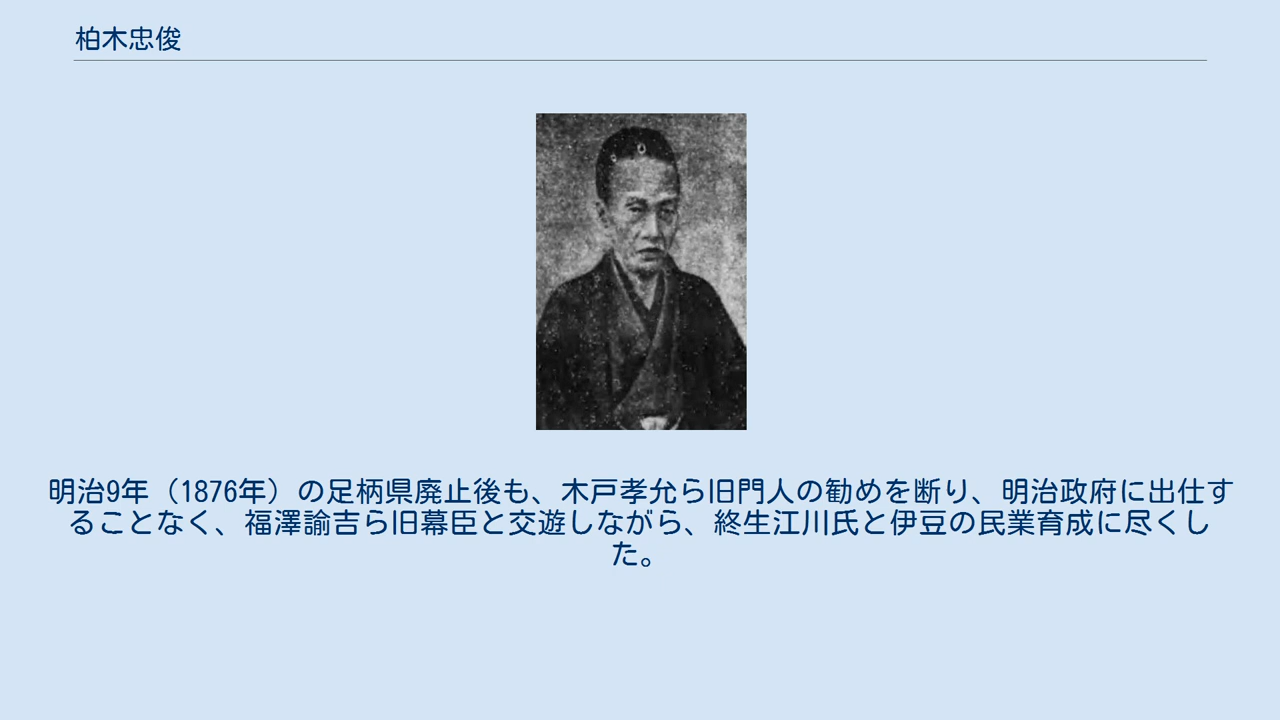 柏木忠俊
明治9年（1876年）の足柄県廃止後も、木戸孝允ら旧門人の勧めを断り、明治政府に出仕す
ることなく、福澤諭吉ら旧幕臣と交遊しながら、終生江川氏と伊豆の民業育成に尽くし
た。